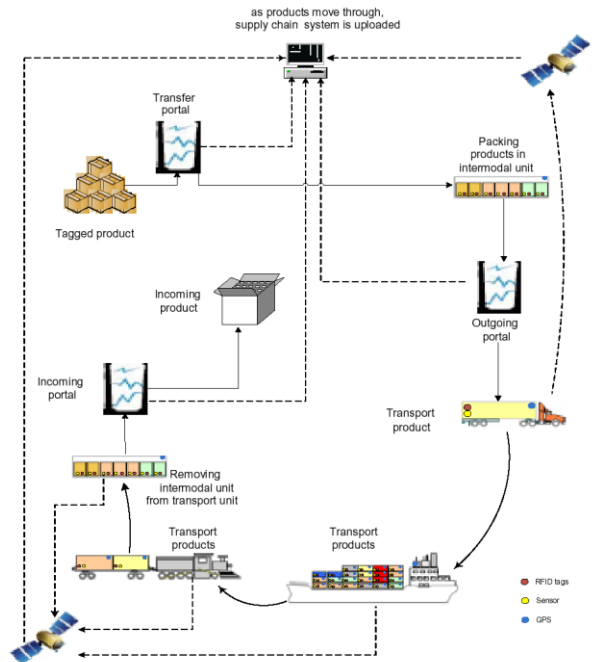 as products move through,
supply chain system is uploaded
Transfer
portal
Packing
products in
intermodal unit
Tagged product
Incoming
product
Outgoing
portal
Incoming
portal
Transport
product
Removing
intermodal unit
from transport unit
Transport
products
Transport
products
RFID tags
Sensor
GPS